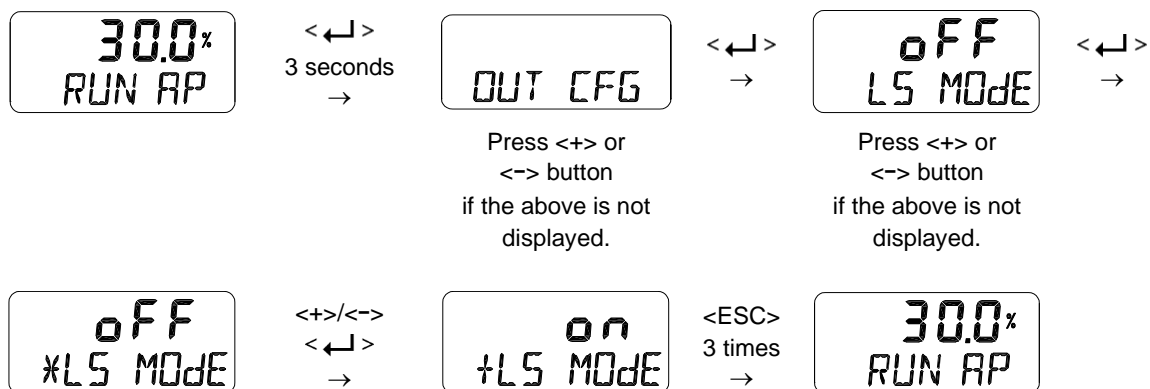 30.0%
RUN AP
< ↵ >
3 seconds
→
OUT CFG
Press <+> or
<-> button
if the above is not
displayed.
< ↵ >
→
oFF
LS MOdE
Press <+> or
<-> button
if the above is not
displayed.
< ↵ >
→
oFF
*LS MOdE
<+>/<->
< ↵ >
→
on
+LS MOdE
<ESC>
3 times
→
30.0%
RUN AP